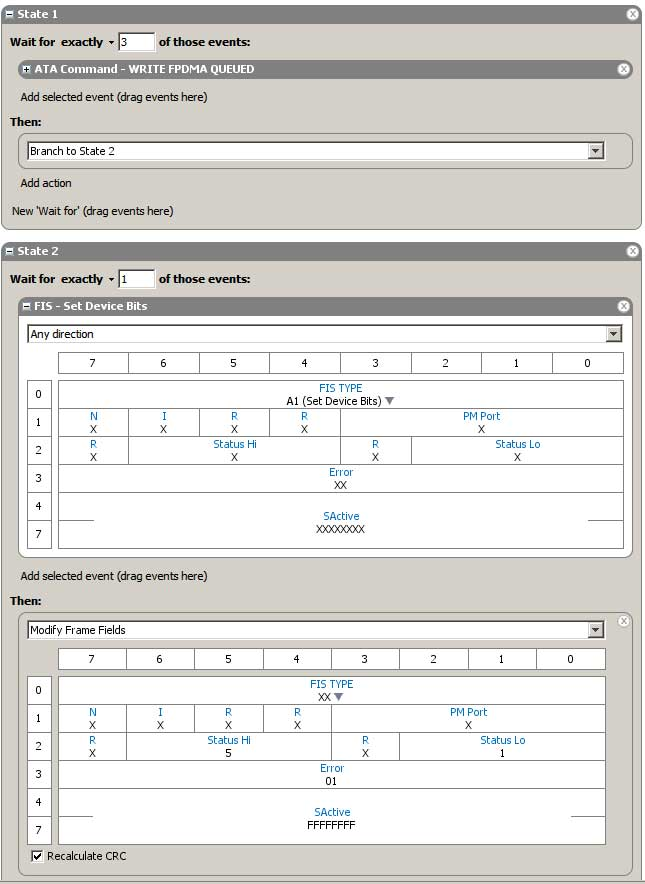 State 1
Wait for exactly 3 of those events:
ATA Command - WRITE FPDMA QUEUED
Add selected event (drag events here)
Then:
Branch to State 2
Add action
New 'Wait for' (drag events here)
State 2
Wait for exactly 1 of those events:
FIS - Set Device Bits
Any direction
7 6 5 4 3 2 1 0
0 FIS TYPE
A1 (Set Device Bits)
1 N I R R PM Port
X X X X X
2 R Status Hi R Status Lo
X X X X
3 Error
XX
4
SActive
XXXXXXXX
7
Add selected event (drag events here)
Then:
Modify Frame Fields
7 6 5 4 3 2 1 0
0 FIS TYPE
XX
1 N I R R PM Port
X X X X X
2 R Status Hi R Status Lo
X 5 X 1
3 Error
01
4
SActive
FFFFFFFF
7
Recalculate CRC